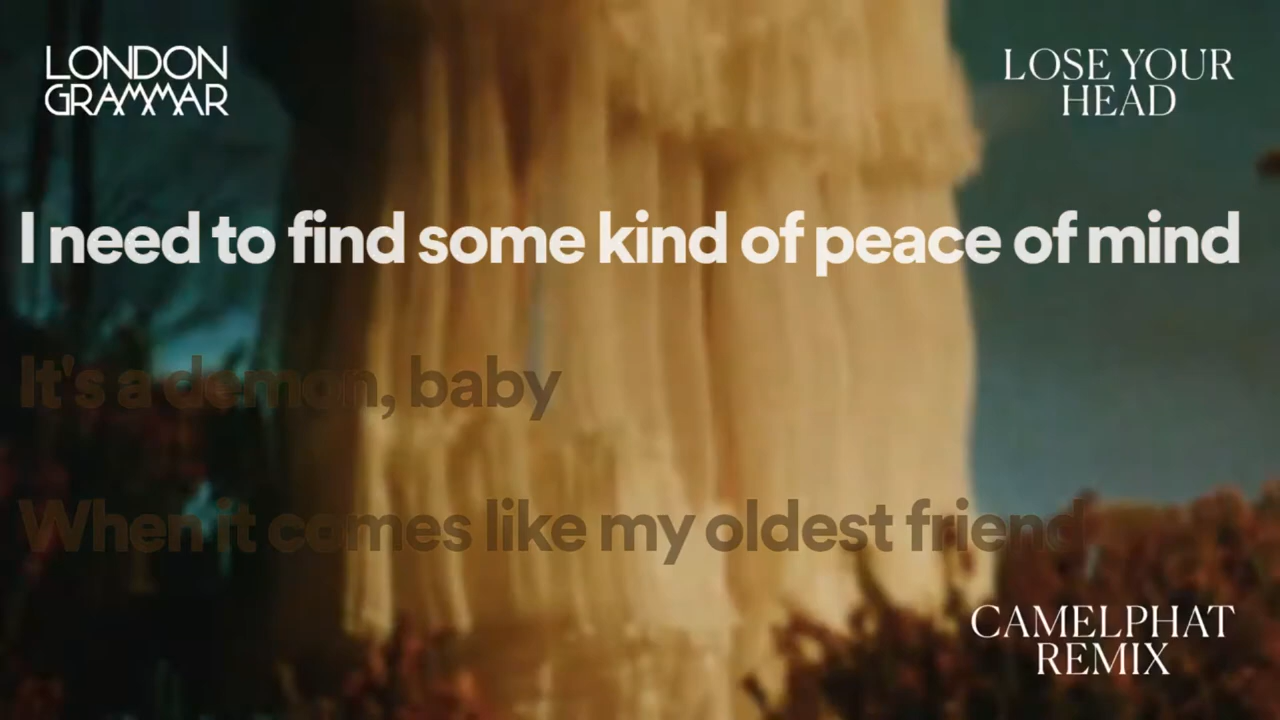 LONDON
GRAMMAR
LOSE YOUR
HEAD
I need to find some kind of peace of mind
It's a demon, baby
When it comes like my oldest friend
CAMELPHAT
REMIX